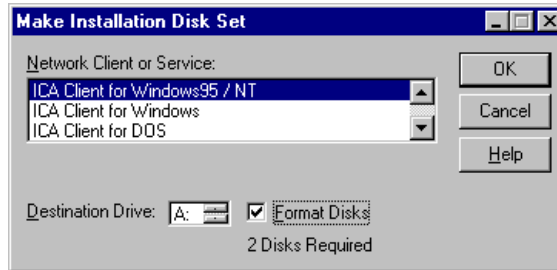 Make Installation Disk Set
Network Client or Service:
ICA Client for Windows95 / NT
ICA Client for Windows
ICA Client for DOS
OK
Cancel
Help
Destination Drive: A: Format Disks
2 Disks Required